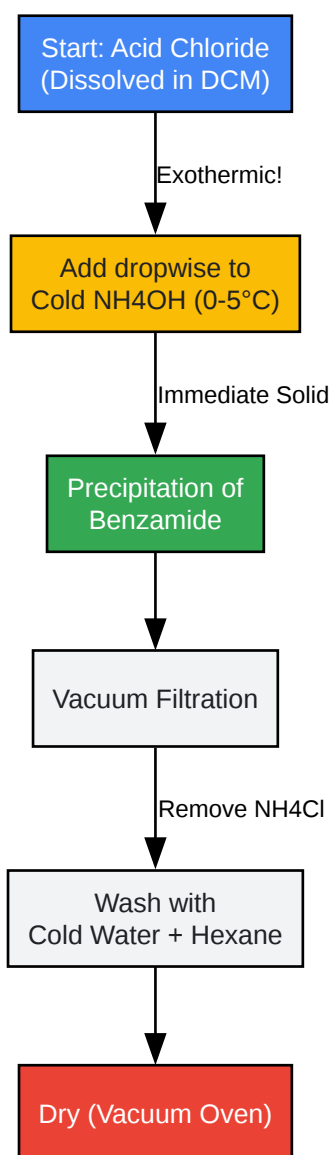 Start: Acid Chloride
(Dissolved in DCM)
Exothermic!
Add dropwise to
Cold NH4OH (0-5°C)
Immediate Solid
Precipitation of
Benzamide
Vacuum Filtration
Remove NH4Cl
Wash with
Cold Water + Hexane
Dry (Vacuum Oven)